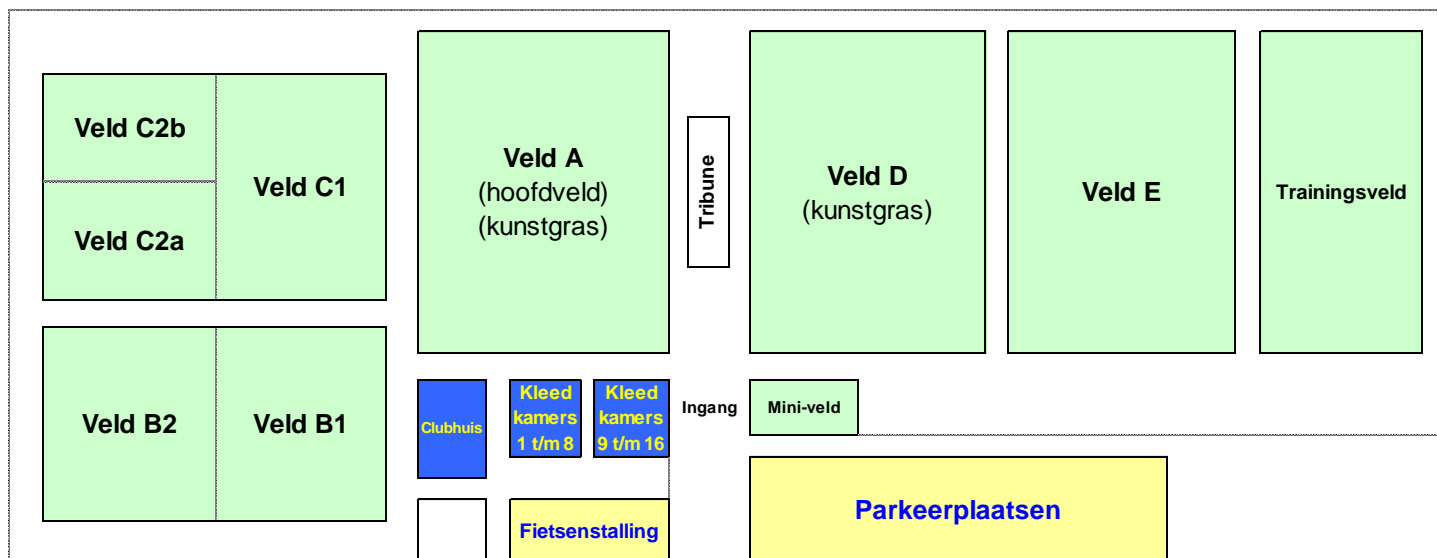 Veld C2b
Veld C2a
Veld C1
Veld A
(hoofdveld)
(kunstgras)
Tribune
Veld D
(kunstgras)
Veld E
Trainingsveld
Veld B2
Veld B1
Clubhuis
Kleed
kamers
1 t/m 8
Kleed
kamers
9 t/m 16
Ingang
Mini-veld
Fietsenstalling
Parkeerplaatsen